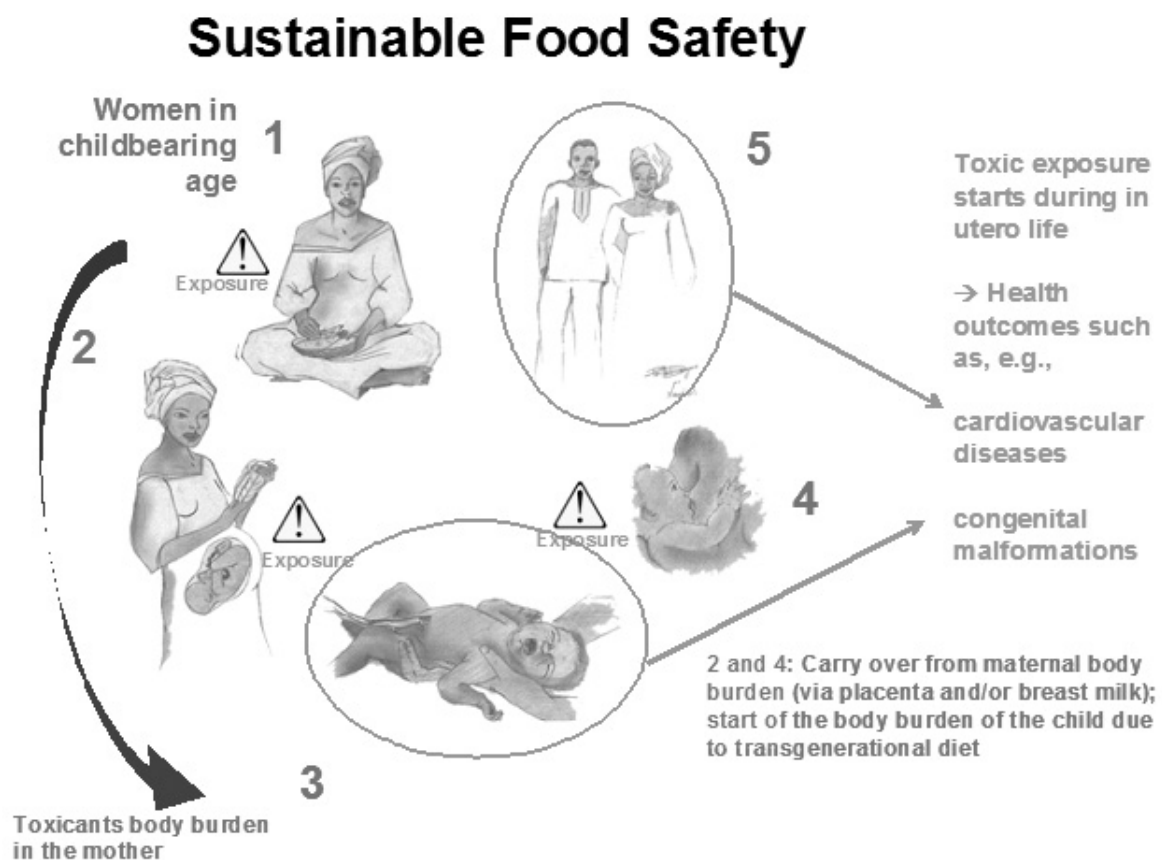 Sustainable Food Safety
Women in
childbearing
age
1
Exposure
2
Exposure
3
Toxicants body burden
in the mother
Exposure
4
5
Toxic exposure
starts during in
utero life
→ Health
outcomes such
as, e.g.,
cardiovascular
diseases
congenital
malformations
2 and 4: Carry over from maternal body
burden (via placenta and/or breast milk);
start of the body burden of the child due
to transgenerational diet